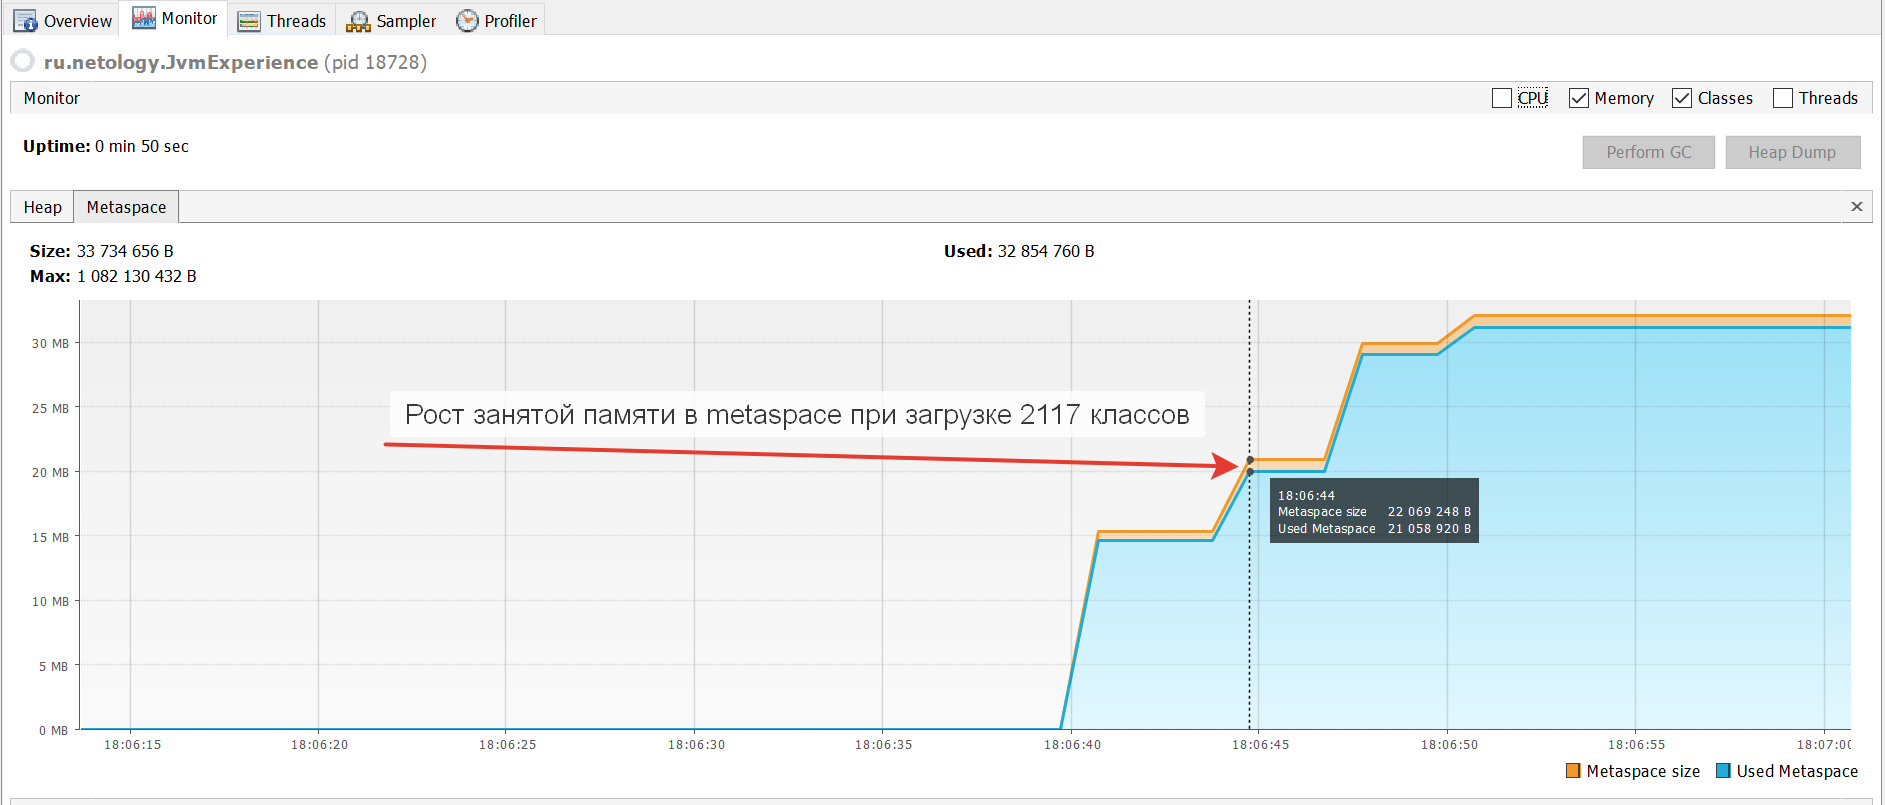 Overview Monitor Threads Sampler Profiler
ru.netology.JvmExperience (pid 18728)
Monitor CPU Memory Classes Threads
Uptime: 0 min 50 sec Perform GC Heap Dump
Heap Metaspace
Size: 33 734 656 B Used: 32 854 760 B
Max: 1 082 130 432 B
30 MB
25 MB
Рост занятой памяти в metaspace при загрузке 2117 классов
20 MB
18:06:44
Metaspace size 22 069 248 B
Used Metaspace 21 058 920 B
15 MB
10 MB
5 MB
0 MB
18:06:15 18:06:20 18:06:25 18:06:30 18:06:35 18:06:40 18:06:45 18:06:50 18:06:55 18:07:00
Metaspace size Used Metaspace